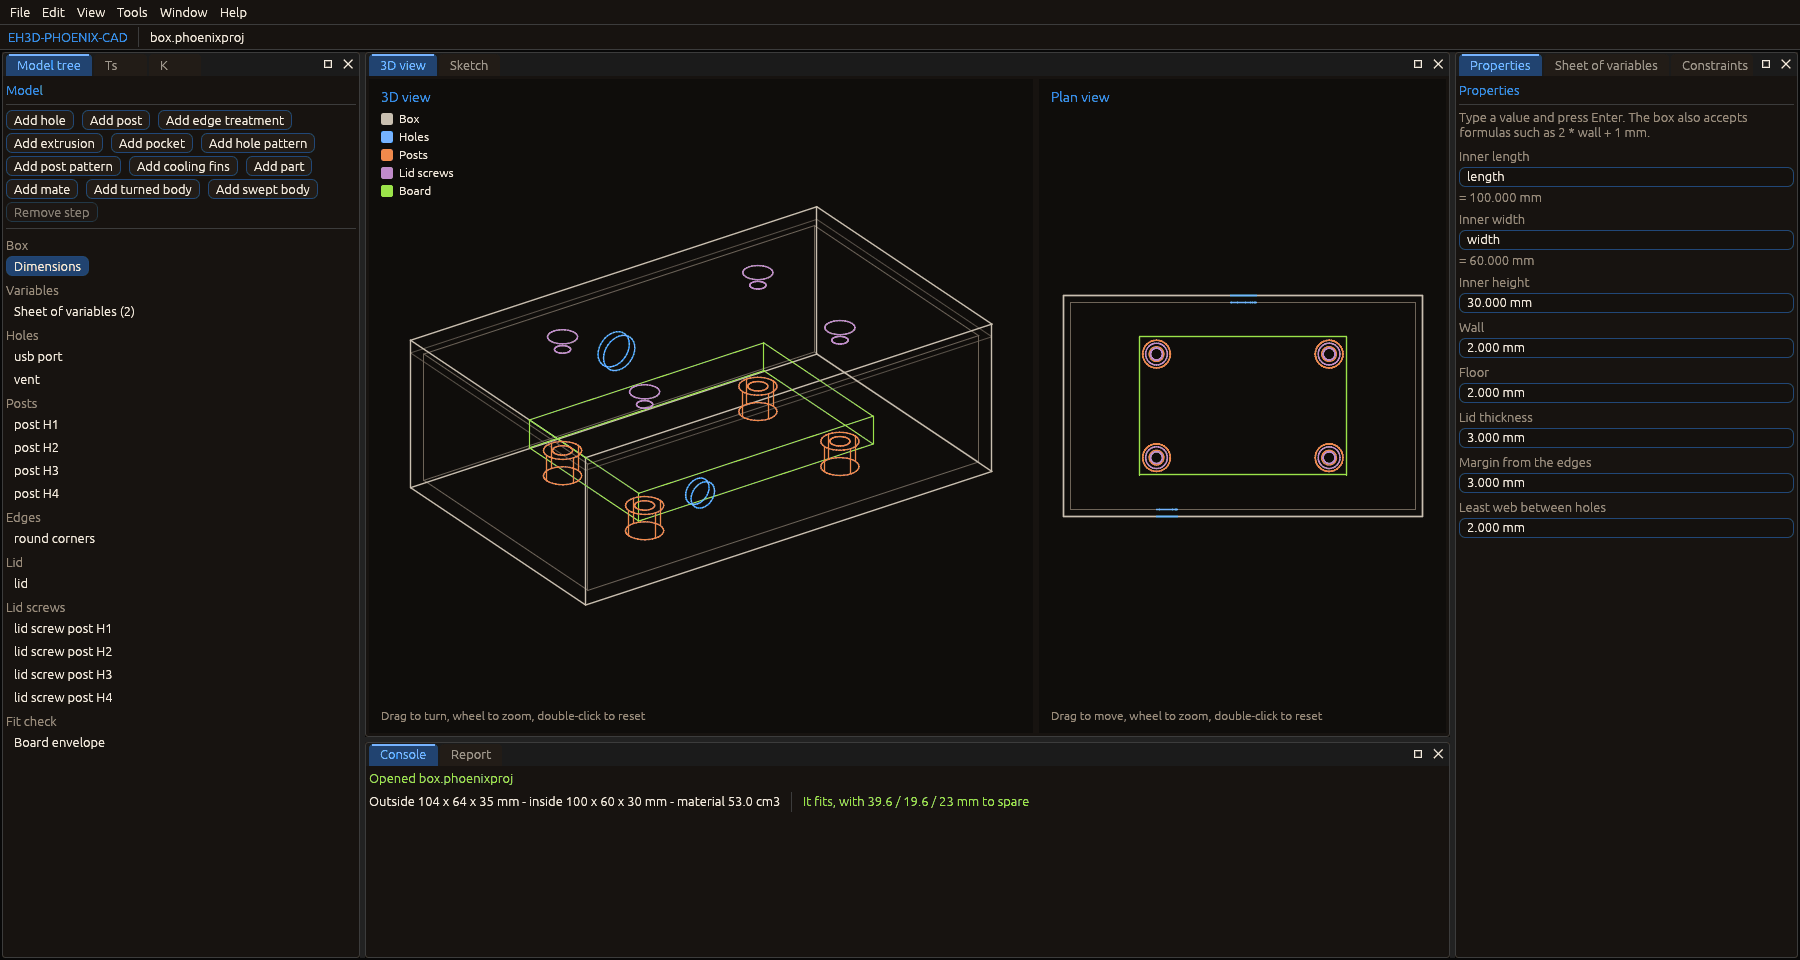 File Edit View Tools Window Help
EH3D-PHOENIX-CAD box.phoenixproj
Model tree Ts K
Model
Add hole Add post Add edge treatment
Add extrusion Add pocket Add hole pattern
Add post pattern Add cooling fins Add part
Add mate Add turned body Add swept body
Remove step
Box
Dimensions
Variables
Sheet of variables (2)
Holes
usb port
vent
Posts
post H1
post H2
post H3
post H4
Edges
round corners
Lid
lid
Lid screws
lid screw post H1
lid screw post H2
lid screw post H3
lid screw post H4
Fit check
Board envelope
3D view Sketch
3D view
Box
Holes
Posts
Lid screws
Board
Drag to turn, wheel to zoom, double-click to reset
Plan view
Drag to move, wheel to zoom, double-click to reset
Console Report
Opened box.phoenixproj
Outside 104 x 64 x 35 mm - inside 100 x 60 x 30 mm - material 53.0 cm3 It fits, with 39.6 / 19.6 / 23 mm to spare
Properties Sheet of variables Constraints
Properties
Type a value and press Enter. The box also accepts
formulas such as 2 * wall + 1 mm.
Inner length
length
= 100.000 mm
Inner width
width
= 60.000 mm
Inner height
30.000 mm
Wall
2.000 mm
Floor
2.000 mm
Lid thickness
3.000 mm
Margin from the edges
3.000 mm
Least web between holes
2.000 mm